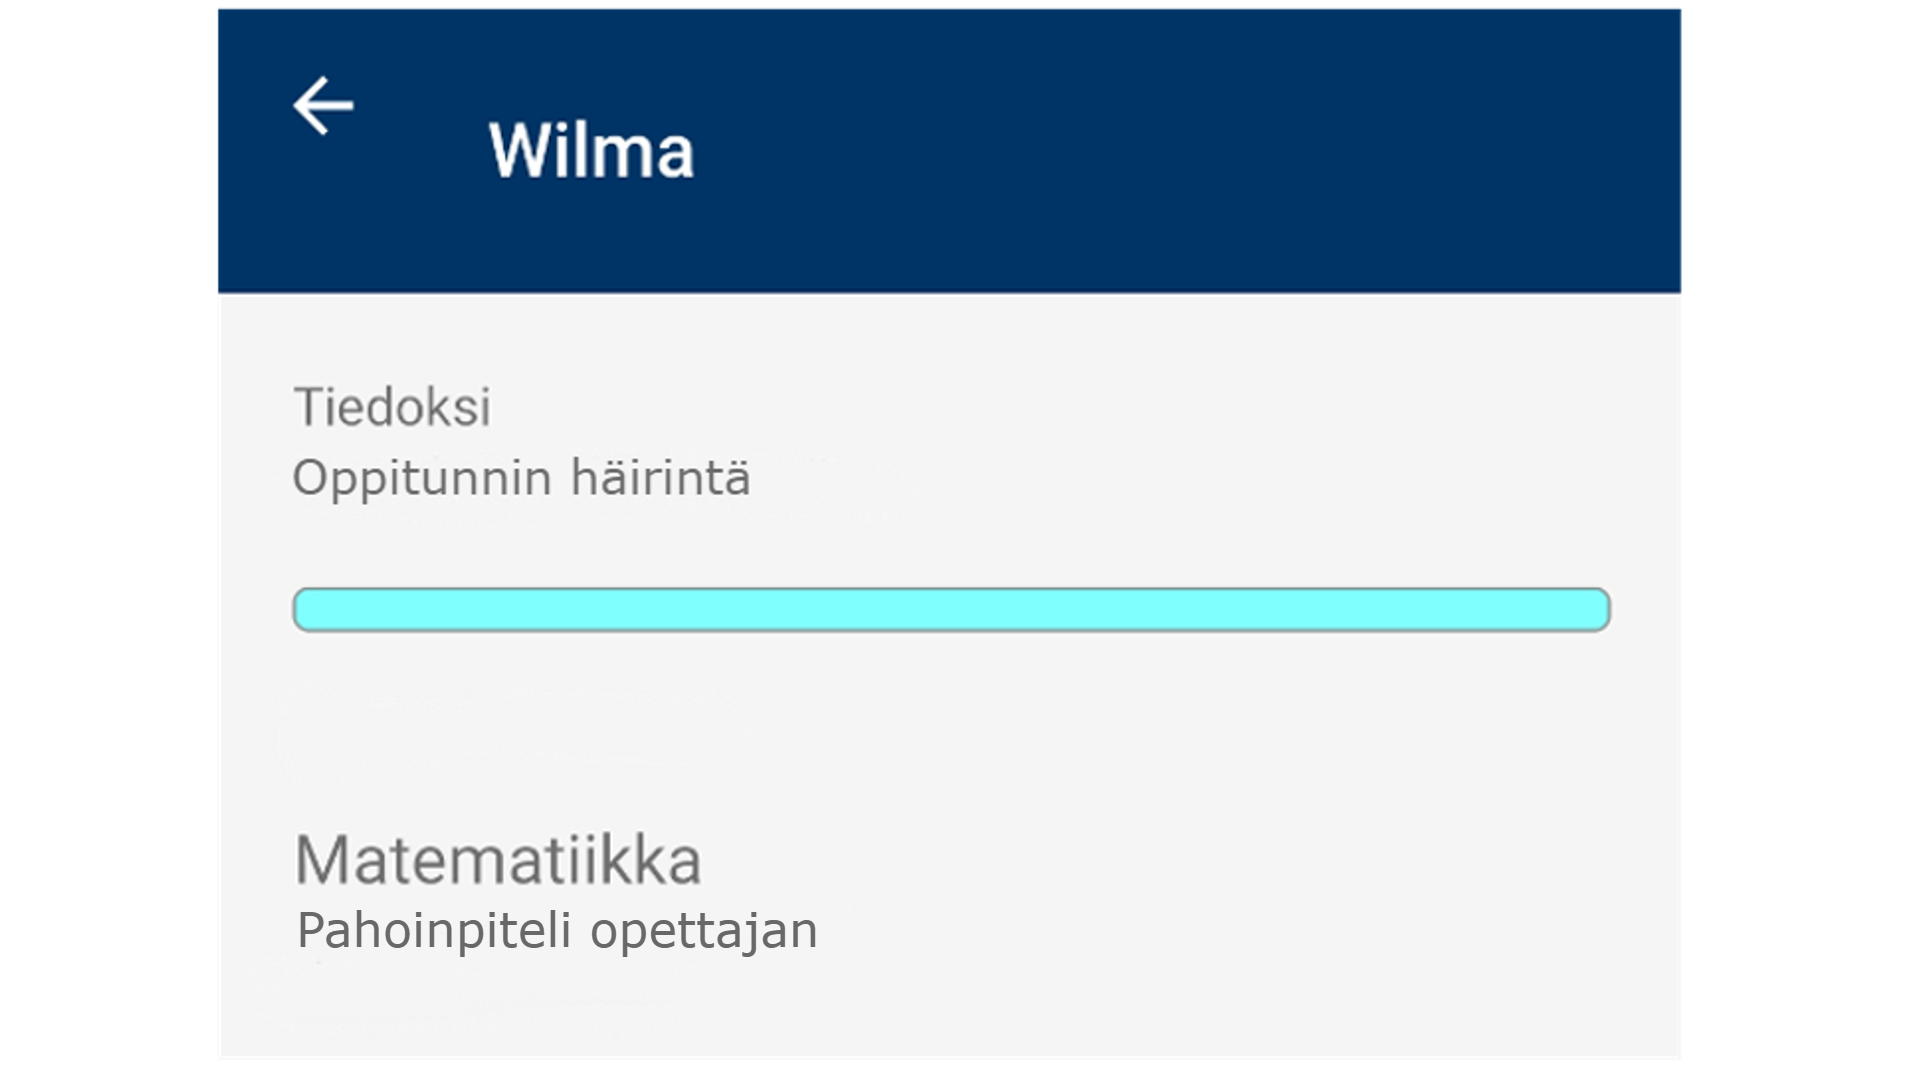 Wilma
Tiedoksi
Oppitunnin häirintä
Matematiikka
Pahoinpiteli opettajan